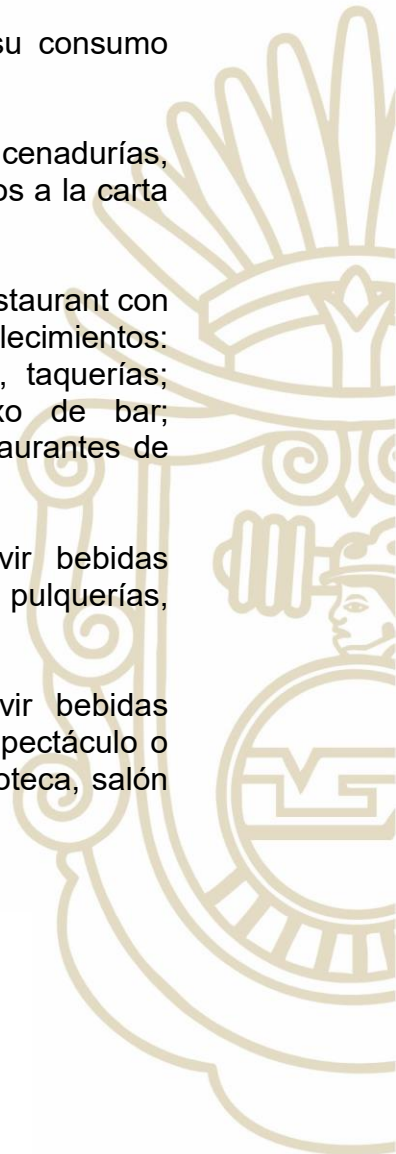 su consumo
cenadurías,
os a la carta
staurant con
lecimientos:
, taquerías;
xo de bar;
aurantes de
vir bebidas
pulquerías,
vir bebidas
pectáculo o
oteca, salón